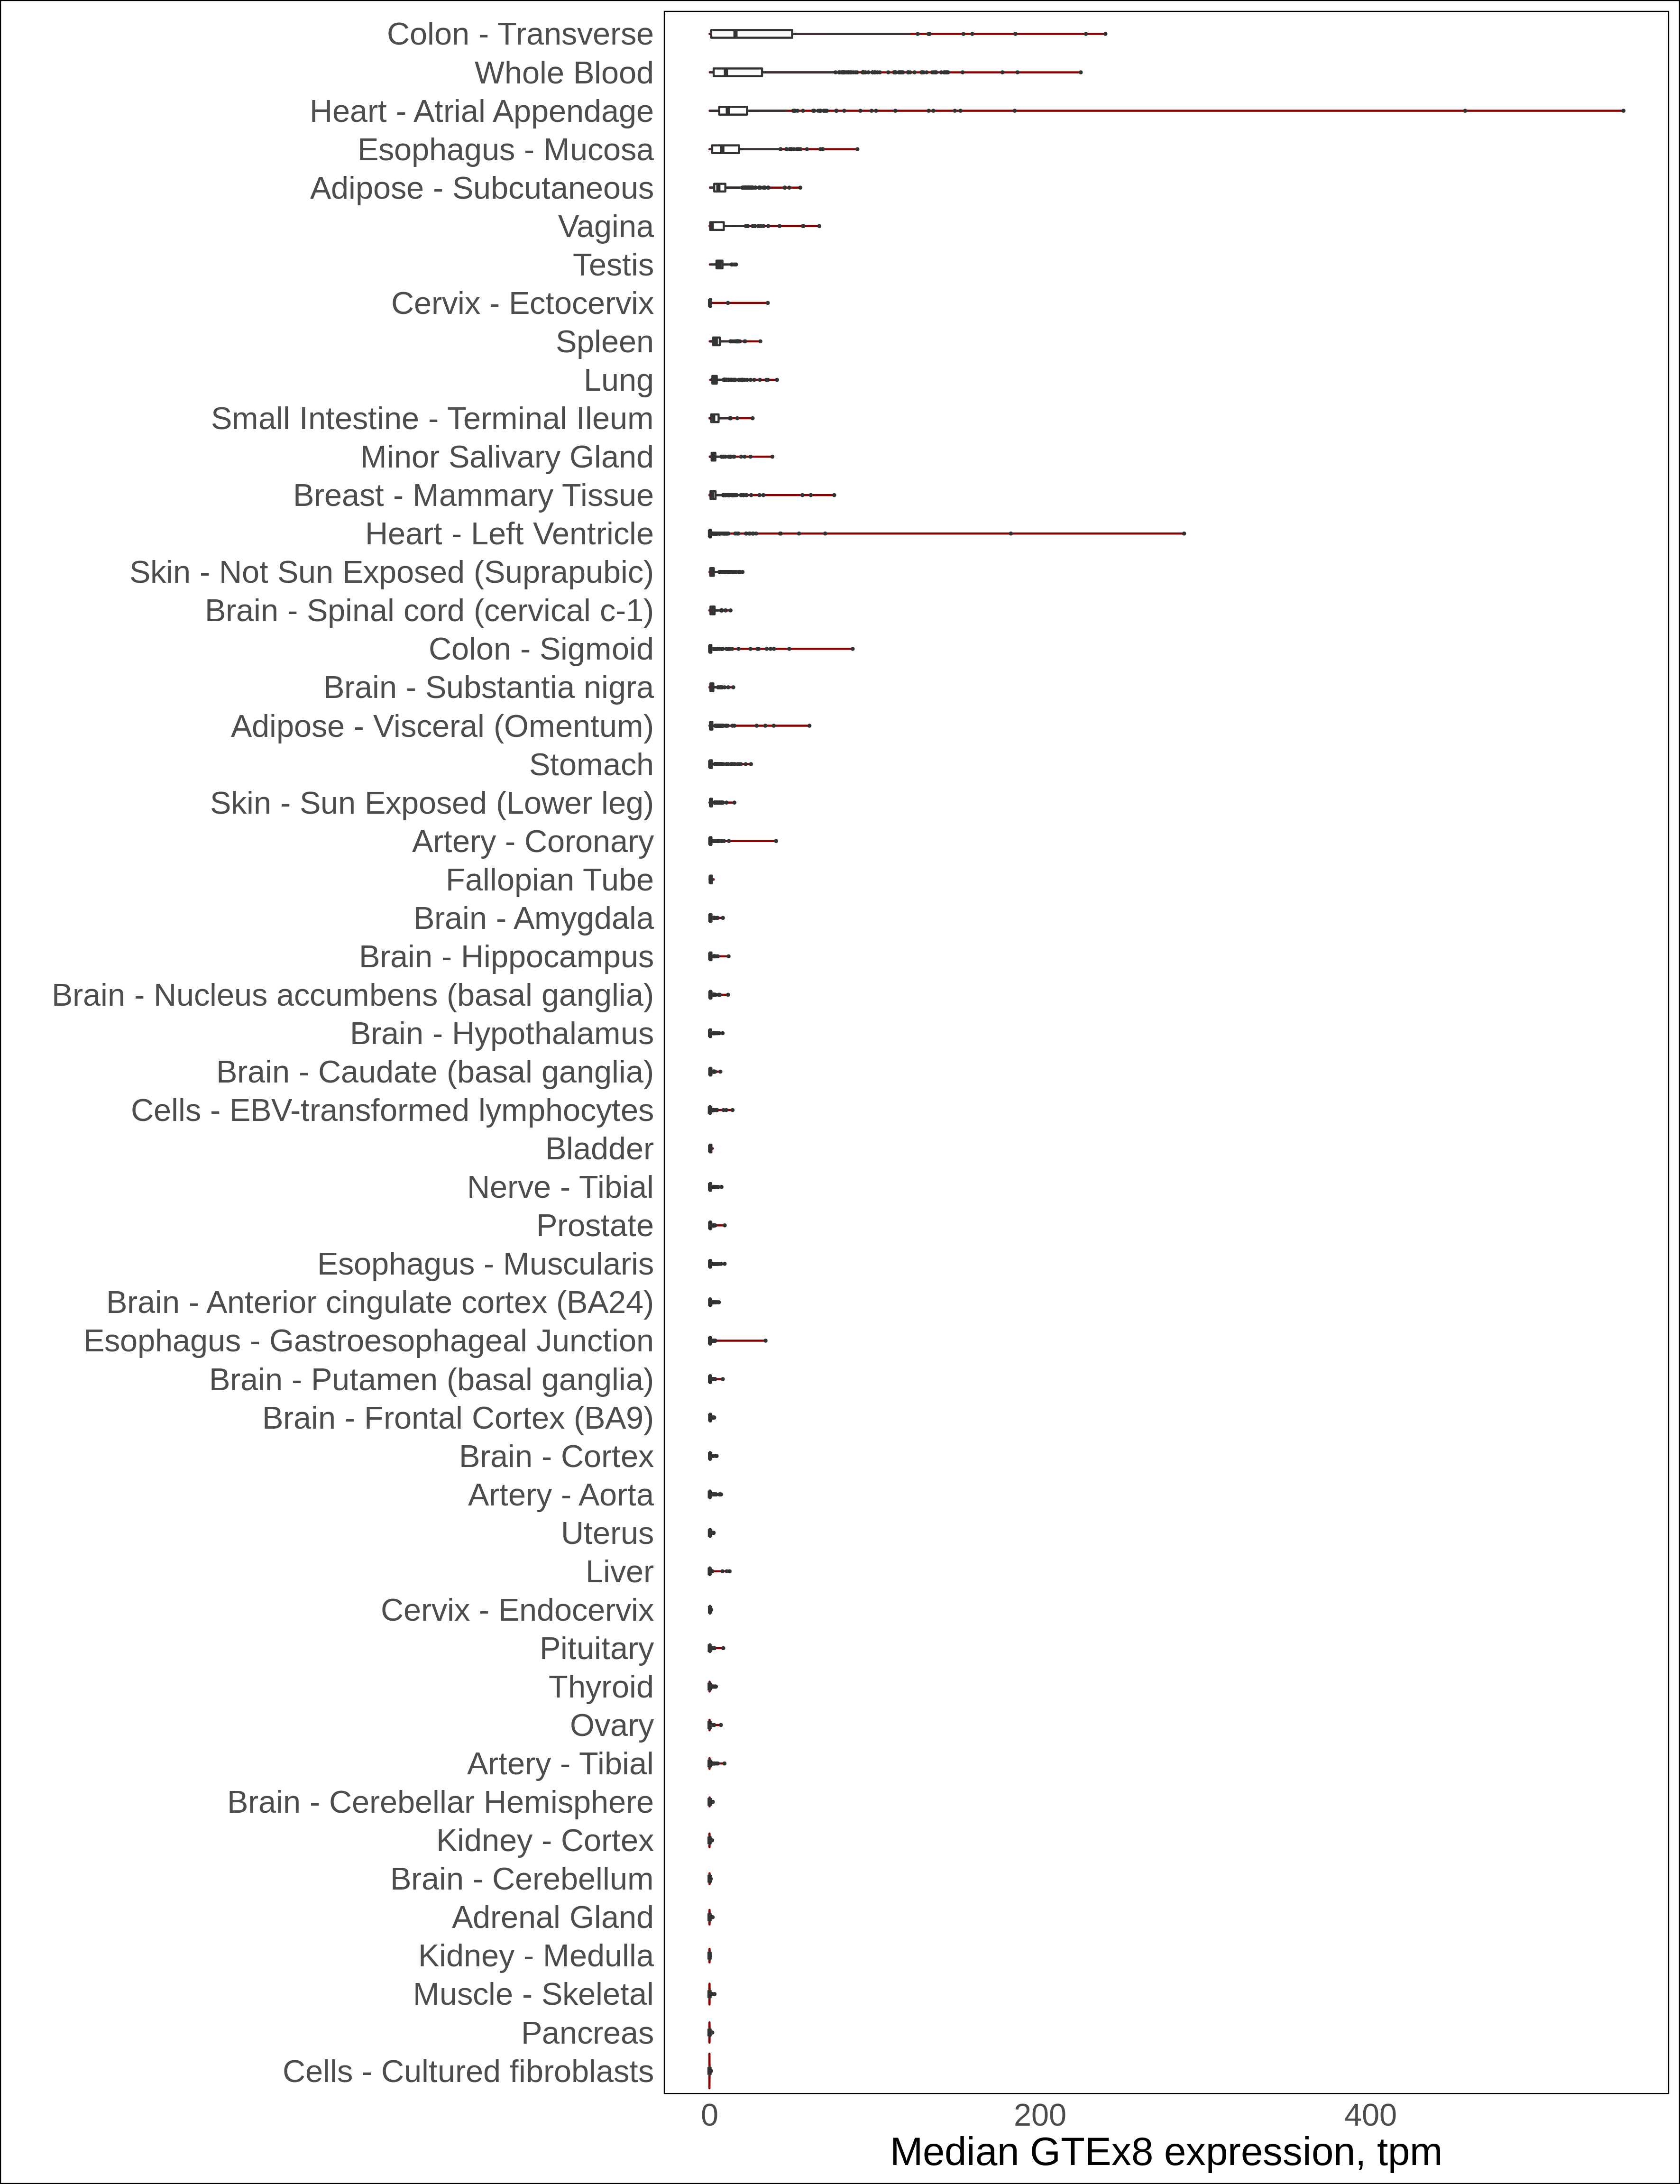 Colon - Transverse
Whole Blood
Heart - Atrial Appendage
Esophagus - Mucosa
Adipose - Subcutaneous
Vagina
Testis
Cervix - Ectocervix
Spleen
Lung
Small Intestine - Terminal Ileum
Minor Salivary Gland
Breast - Mammary Tissue
Heart - Left Ventricle
Skin - Not Sun Exposed (Suprapubic)
Brain - Spinal cord (cervical c-1)
Colon - Sigmoid
Brain - Substantia nigra
Adipose - Visceral (Omentum)
Stomach
Skin - Sun Exposed (Lower leg)
Artery - Coronary
Fallopian Tube
Brain - Amygdala
Brain - Hippocampus
Brain - Nucleus accumbens (basal ganglia)
Brain - Hypothalamus
Brain - Caudate (basal ganglia)
Cells - EBV-transformed lymphocytes
Bladder
Nerve - Tibial
Prostate
Esophagus - Muscularis
Brain - Anterior cingulate cortex (BA24)
Esophagus - Gastroesophageal Junction
Brain - Putamen (basal ganglia)
Brain - Frontal Cortex (BA9)
Brain - Cortex
Artery - Aorta
Uterus
Liver
Cervix - Endocervix
Pituitary
Thyroid
Ovary
Artery - Tibial
Brain - Cerebellar Hemisphere
Kidney - Cortex
Brain - Cerebellum
Adrenal Gland
Kidney - Medulla
Muscle - Skeletal
Pancreas
Cells - Cultured fibroblasts
0 200 400
Median GTEx8 expression, tpm